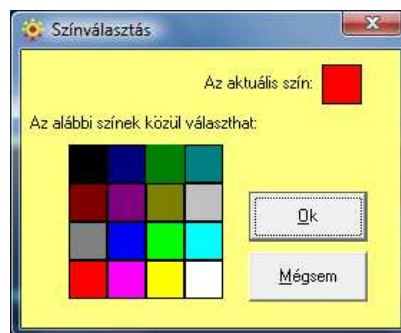 Színválasztás
Az aktuális szín:
Az alábbi színek közül választhat:
Ok
Mégsem